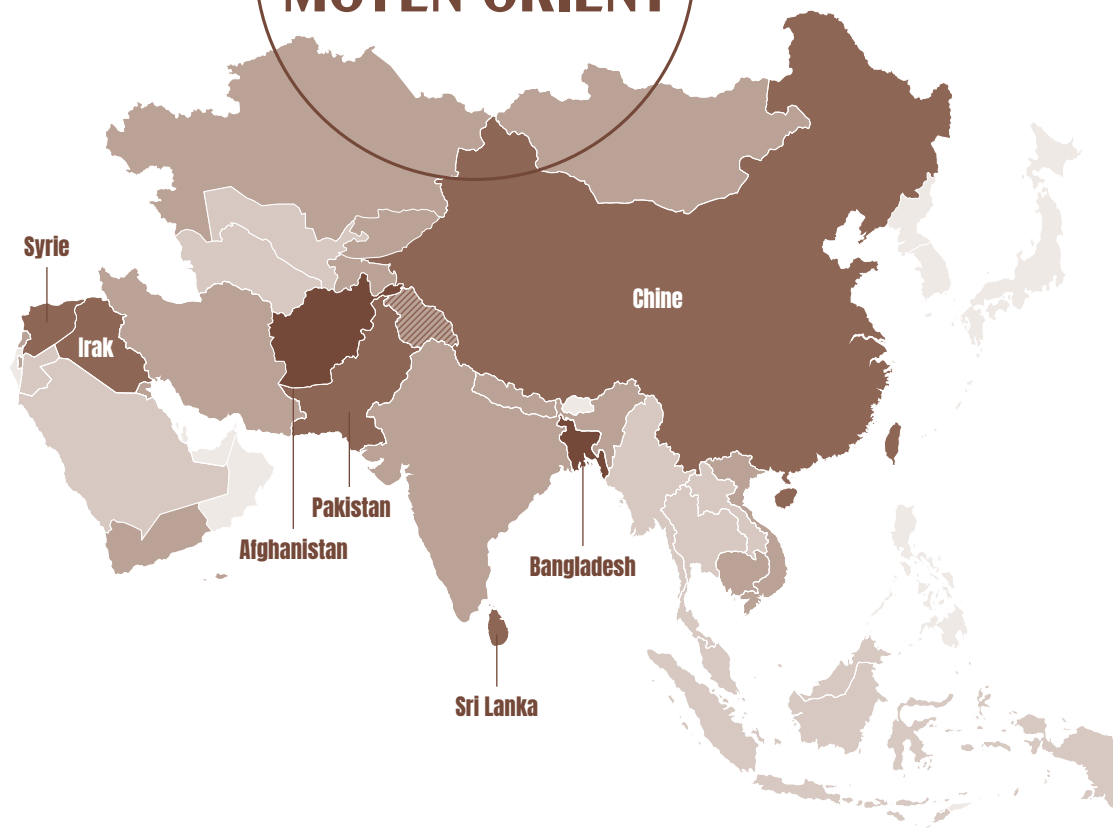 MOYEN-ORIENT
Syrie
Irak
Chine
Pakistan
Afghanistan
Bangladesh
Sri Lanka